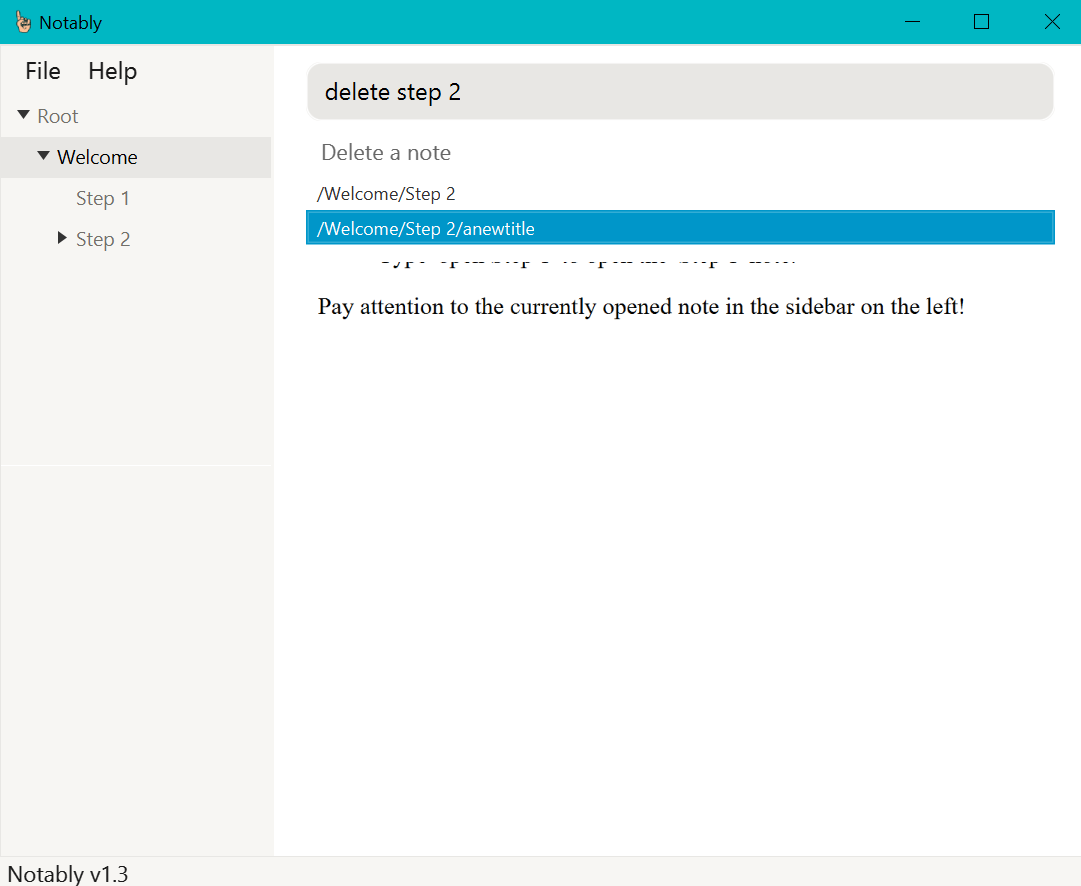 Notably
File Help
Root
Welcome
Step 1
Step 2
delete step 2
Delete a note
/Welcome/Step 2
/Welcome/Step 2/anewtitle
Pay attention to the currently opened note in the sidebar on the left!
Notably v1.3